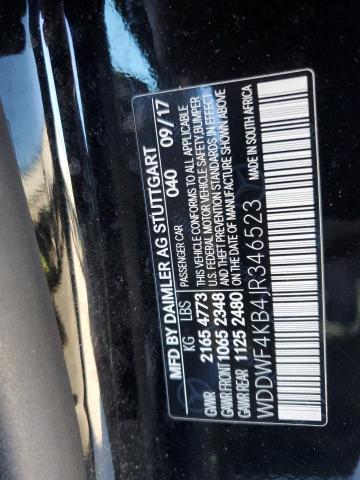 MFD BY DAIMLER AG STUTTGART 09/17
KG LBS PASSENGER CAR 040
GVWR 2165 4773 THIS VEHICLE CONFORMS TO ALL APPLICABLE
U.S. FEDERAL MOTOR VEHICLE SAFETY, BUMPER
GAWR FRONT 1065 2348 AND THEFT PREVENTION STANDARDS IN EFFECT
GAWR REAR 1125 2480 ON THE DATE OF MANUFACTURE SHOWN ABOVE
WDDWF4KB4JR346523 MADE IN SOUTH AFRICA